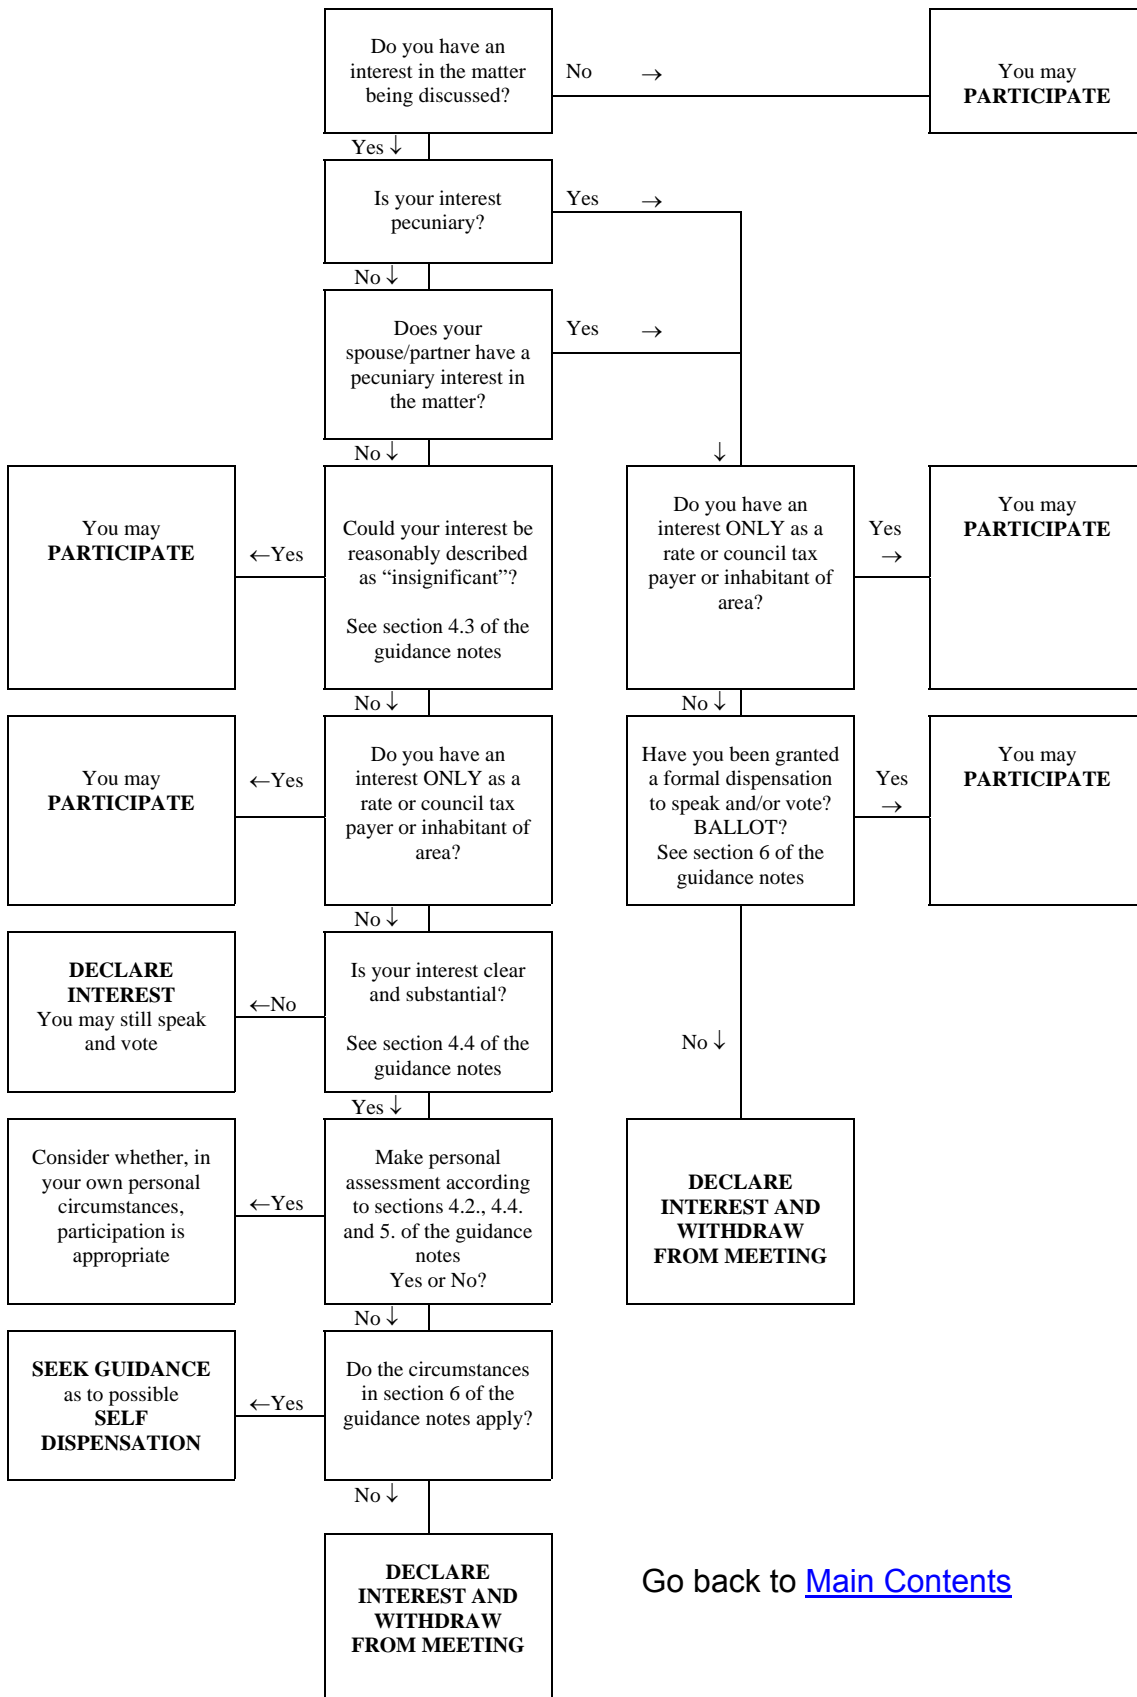 Do you have an
interest in the matter
being discussed?
No →
You may
PARTICIPATE
Yes ↓
Is your interest
pecuniary?
Yes →
No ↓
Does your
spouse/partner have a
pecuniary interest in
the matter?
Yes →
No ↓
↓
You may
PARTICIPATE
←Yes
Could your interest be
reasonably described
as “insignificant”?
See section 4.3 of the
guidance notes
Do you have an
interest ONLY as a
rate or council tax
payer or inhabitant of
area?
Yes
→
You may
PARTICIPATE
No ↓
No ↓
You may
PARTICIPATE
←Yes
Do you have an
interest ONLY as a
rate or council tax
payer or inhabitant of
area?
Have you been granted
a formal dispensation
to speak and/or vote?
BALLOT?
See section 6 of the
guidance notes
Yes
→
You may
PARTICIPATE
No ↓
DECLARE
INTEREST
You may still speak
and vote
←No
Is your interest clear
and substantial?
See section 4.4 of the
guidance notes
No ↓
Yes ↓
Consider whether, in
your own personal
circumstances,
participation is
appropriate
←Yes
Make personal
assessment according
to sections 4.2., 4.4.
and 5. of the guidance
notes
Yes or No?
DECLARE
INTEREST AND
WITHDRAW
FROM MEETING
No ↓
SEEK GUIDANCE
as to possible
SELF
DISPENSATION
←Yes
Do the circumstances
in section 6 of the
guidance notes apply?
No ↓
DECLARE
INTEREST AND
WITHDRAW
FROM MEETING
Go back to Main Contents